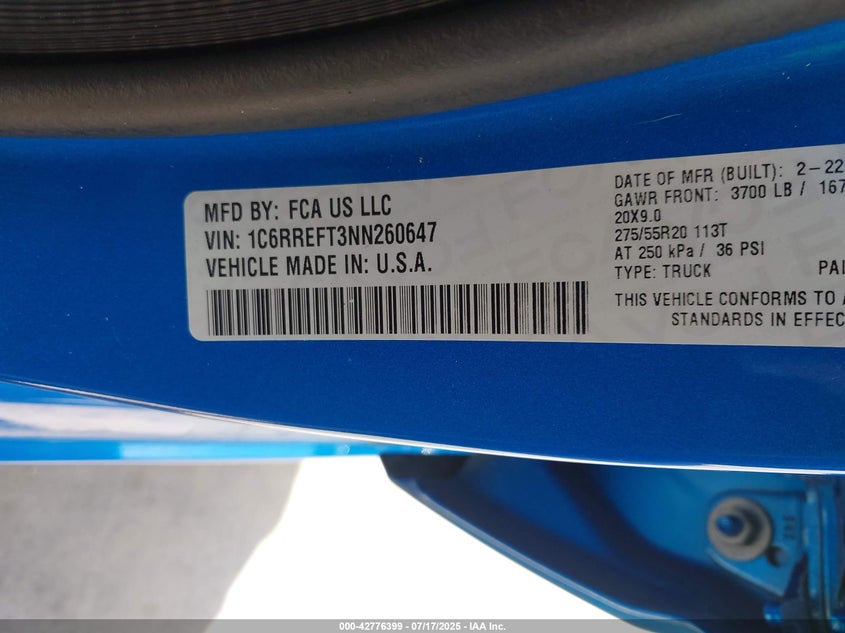 MFD BY: FCA US LLC
VIN: 1C6RREFT3NN260647
VEHICLE MADE IN: U.S.A.
DATE OF MFR (BUILT): 2-22
GAWR FRONT: 3700 LB / 167
20X9.0
275/55R20 113T
AT 250 kPa / 36 PSI
TYPE: TRUCK PAI
THIS VEHICLE CONFORMS TO A
STANDARDS IN EFFEC
000-42776399 - 07/17/2025 - IAA Inc.